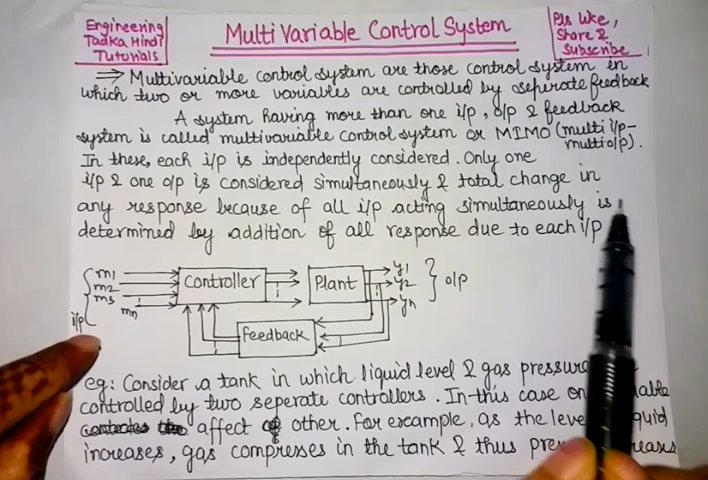 Engineering
Tadka Hindi
Tutorials
Multi Variable Control System
Pls like,
Share &
Subscribe
⇒ Multivariable control system are those control system in
which two or more variables are controlled by seperate feedback
A system having more than one i/p, o/p & feedback
system is called multivariable control system or MIMO (multi i/p-
multi o/p).
In these, each i/p is independently considered. Only one
i/p & one o/p is considered simultaneously & total change in
any response because of all i/p acting simultaneously is
determined by addition of all response due to each i/p
i/p
m1
m2
m3
mn
Controller
Plant
y1
y2
yn
o/p
feedback
eg: Consider a tank in which liquid level & gas pressure
controlled by two seperate controllers. In this case
affect other. For example, as the
increases, gas compresses in the tank & thus